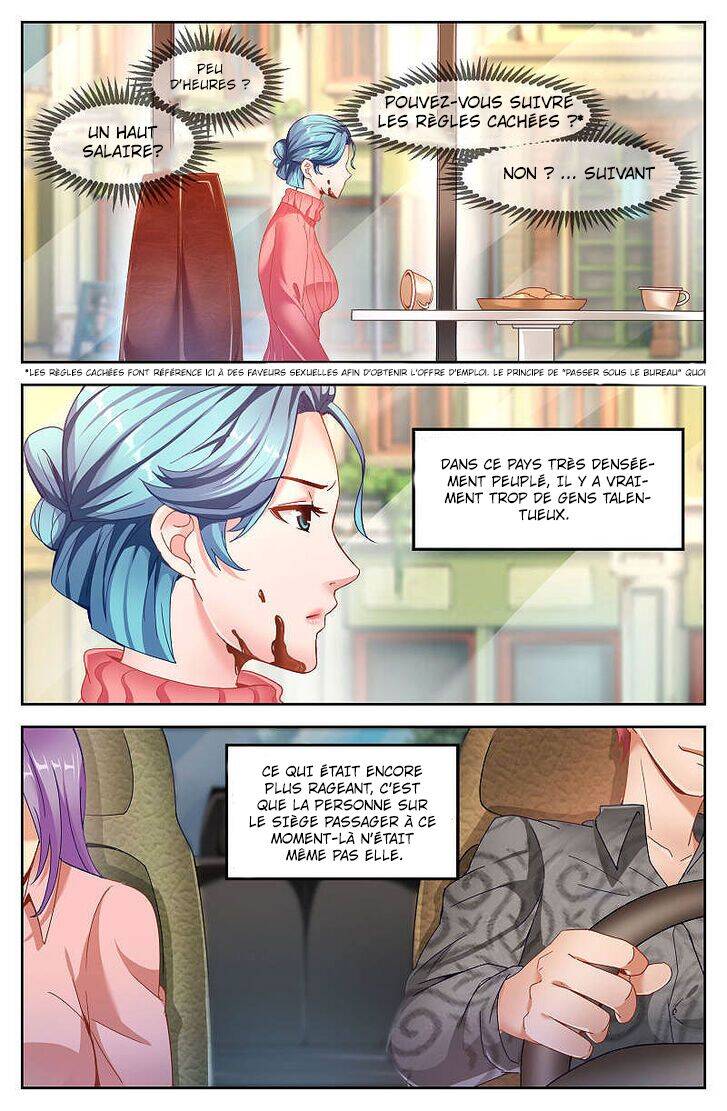 UN HAUT
SALAIRE?
PEU
D'HEURES ?
POUVEZ-VOUS SUIVRE
LES RÈGLES CACHÉES ?*
NON ? ... SUIVANT
*LES RÈGLES CACHÉES FONT RÉFÉRENCE ICI À DES FAVEURS SEXUELLES AFIN D'OBTENIR L'OFFRE D'EMPLOI. LE PRINCIPE DE "PASSER SOUS LE BUREAU" QUOI
DANS CE PAYS TRÈS DENSÉE-
MENT PEUPLÉ, IL Y A VRAI-
MENT TROP DE GENS TALEN-
TUEUX.
CE QUI ÉTAIT ENCORE
PLUS RAGEANT, C'EST
QUE LA PERSONNE SUR
LE SIÈGE PASSAGER À CE
MOMENT-LÀ N'ÉTAIT
MÊME PAS ELLE.